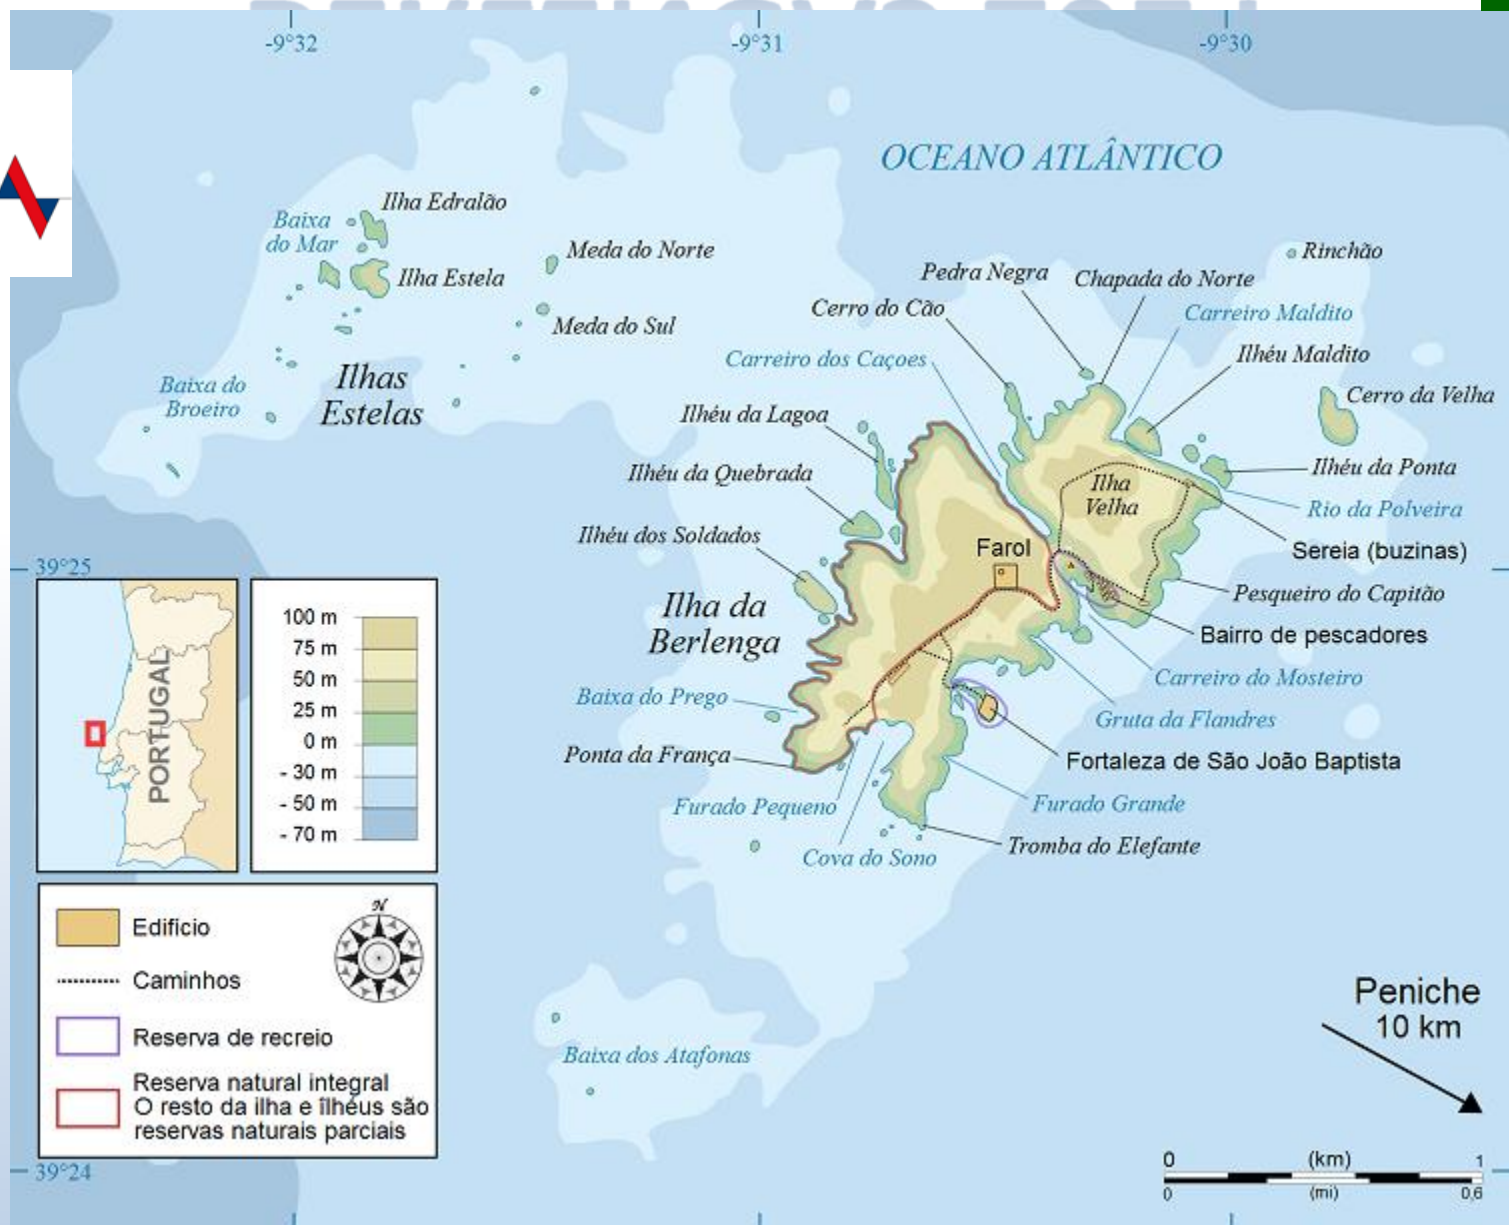 -9°32
-9°31
-9°30
OCEANO ATLÂNTICO
Ilha Edralão
Baixa
do Mar
Ilha Estela
Meda do Norte
Meda do Sul
Ilhas
Estelas
Baixa do
Broeiro
Rinchão
Pedra Negra
Chapada do Norte
Cerro do Cão
Carreiro Maldito
Carreiro dos Caçoes
Ilhéu Maldito
Cerro da Velha
Ilhéu da Lagoa
Ilhéu da Quebrada
Ilhéu da Ponta
Ilha
Velha
Rio da Polveira
Ilhéu dos Soldados
Farol
Sereia (buzinas)
Pesqueiro do Capitão
Ilha da
Berlenga
Bairro de pescadores
Carreiro do Mosteiro
Baixa do Prego
Gruta da Flandres
Ponta da França
Fortaleza de São João Baptista
Furado Pequeno
Furado Grande
Cova do Sono
Tromba do Elefante
39°25
PORTUGAL
100 m
75 m
50 m
25 m
0 m
- 30 m
- 50 m
- 70 m
Edificio
Caminhos
Reserva de recreio
Reserva natural integral
O resto da ilha e îlhéus são
reservas naturais parciais
N
Baixa dos Atafonas
Peniche
10 km
39°24
0 (km) 1
0 (mi) 0,6